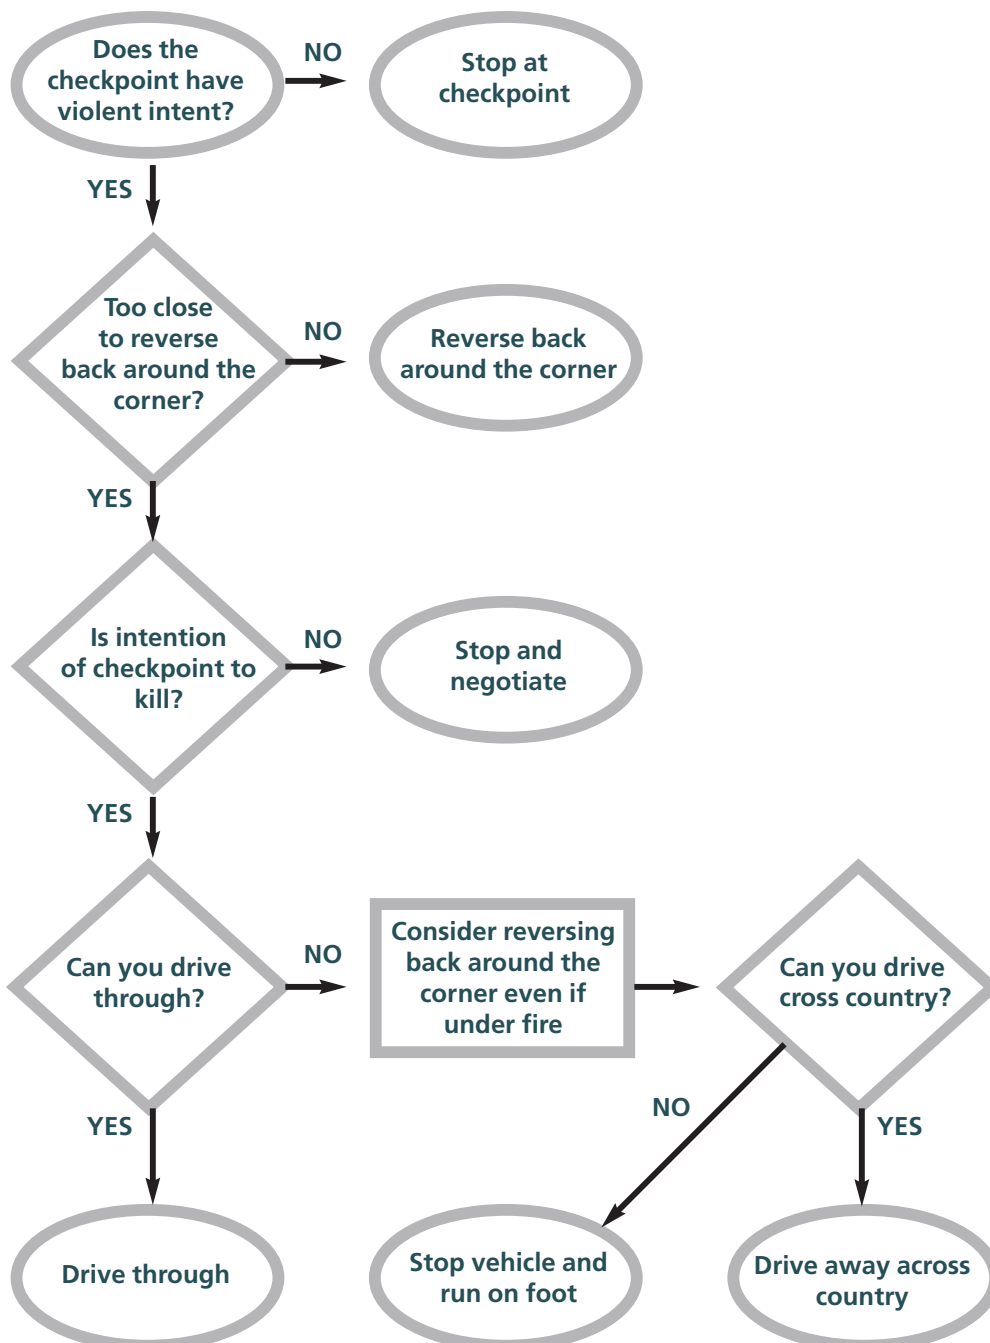 Does the
checkpoint have
violent intent?
NO
Stop at
checkpoint
YES
Too close
to reverse
back around the
corner?
NO
Reverse back
around the corner
YES
Is intention
of checkpoint to
kill?
NO
Stop and
negotiate
YES
Can you drive
through?
NO
Consider reversing
back around the
corner even if
under fire
Can you drive
cross country?
YES
NO
YES
Drive through
Stop vehicle and
run on foot
Drive away across
country